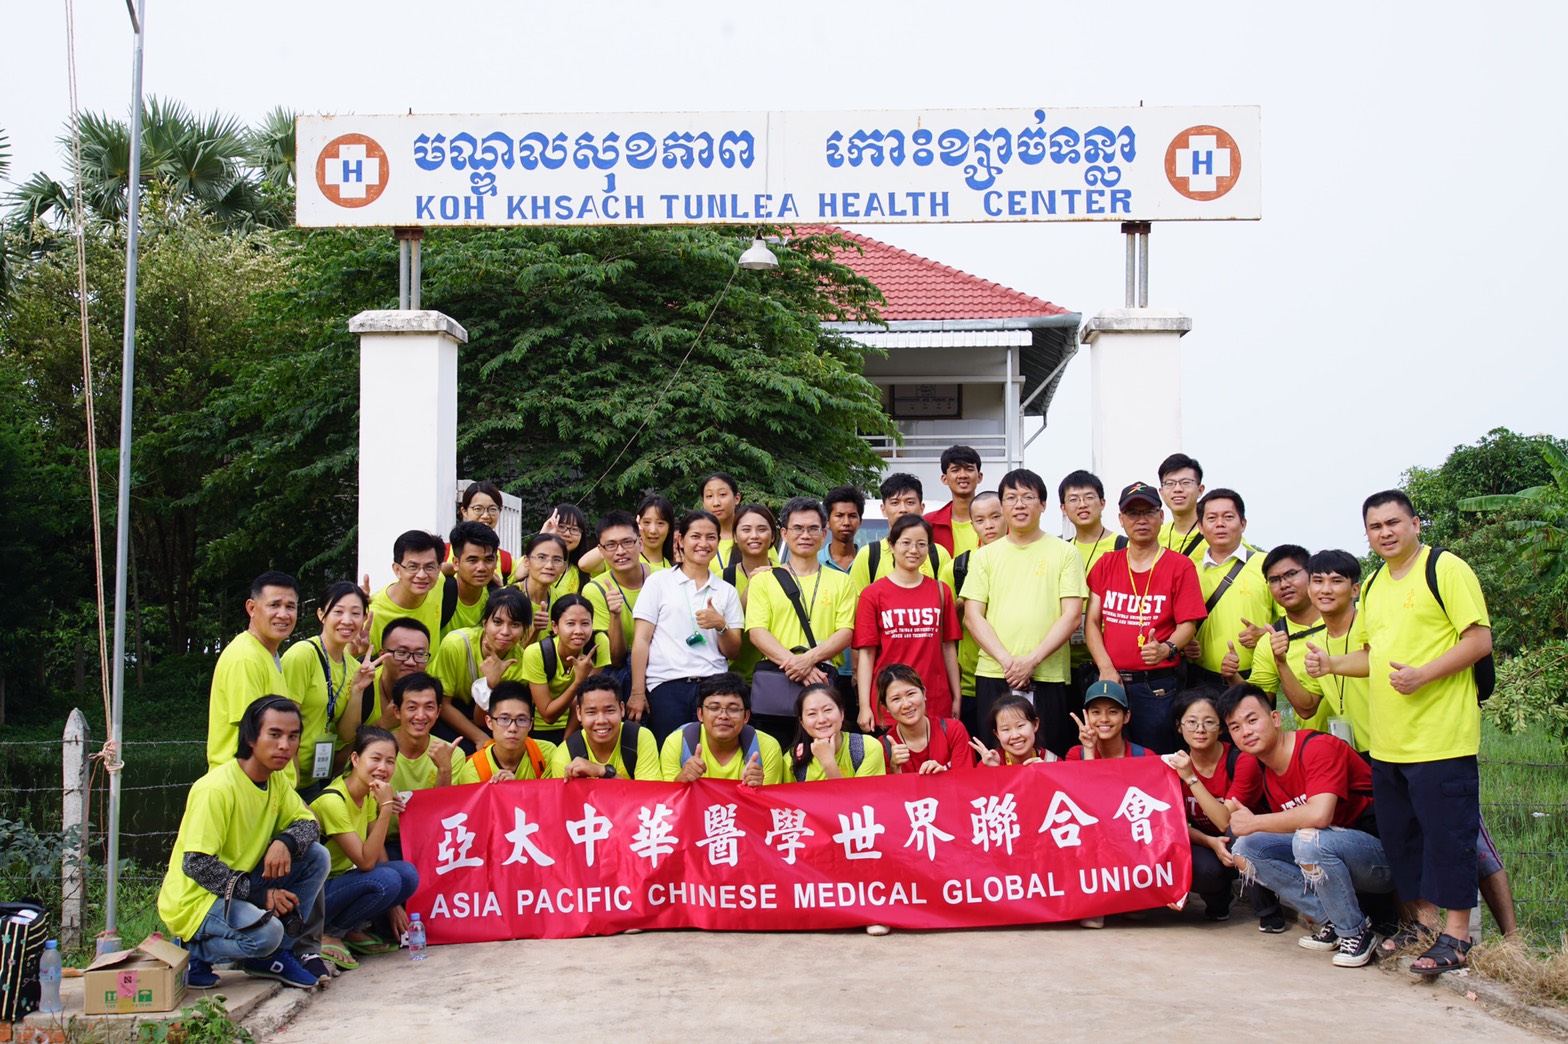 មណ្ឌលសុខភាព កោះខ្សាច់ទន្លា
H
H
KOH KHSACH TUNLEA HEALTH CENTER
NTUST
NTUST
亞太中華醫學世界聯合會
ASIA PACIFIC CHINESE MEDICAL GLOBAL UNION